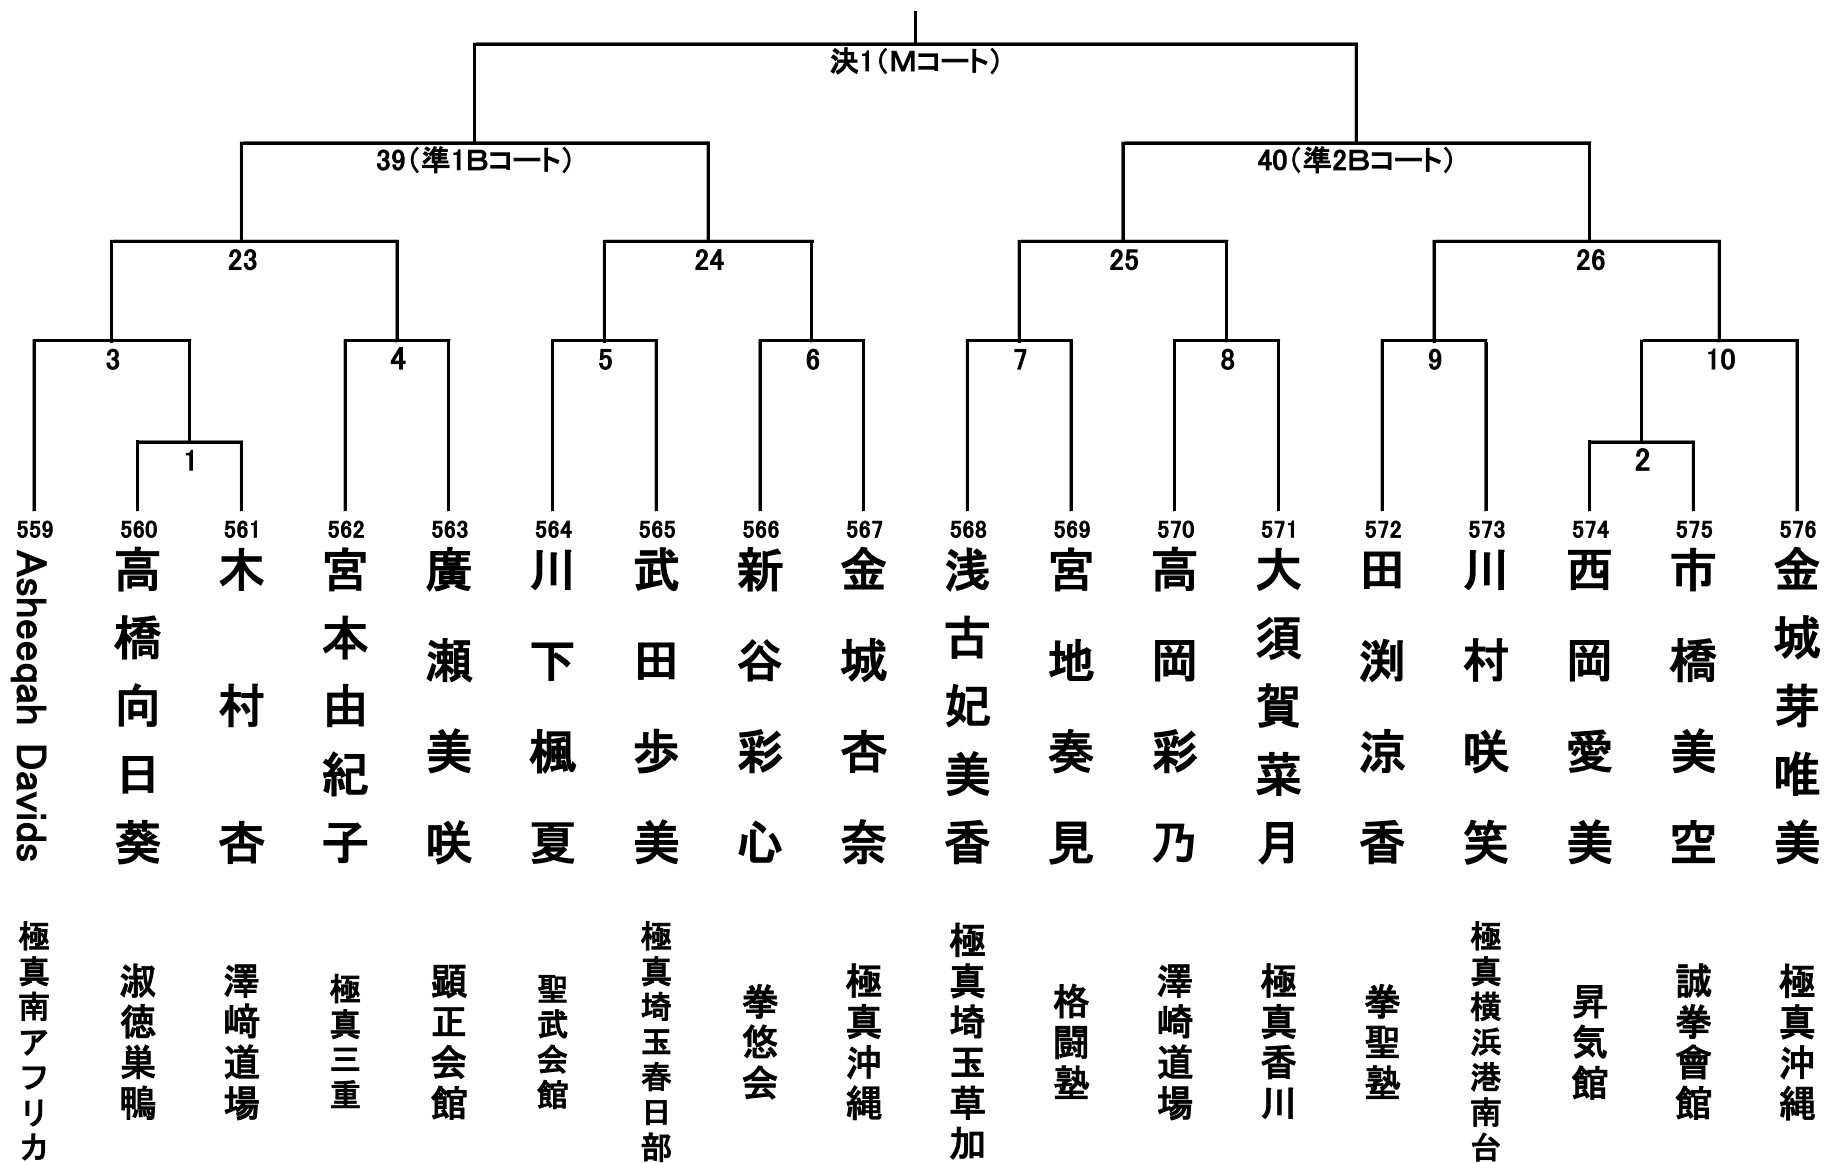 決1（Mコート）
39（準1Bコート）
40（準2Bコート）
23
24
25
26
3
4
5
6
7
8
9
10
1
2
559
560
561
562
563
564
565
566
567
568
569
570
571
572
573
574
575
576
Asheeqah Davids
高橋向日葵
木村杏
宮本由紀子
廣瀬美咲
川下楓夏
武田歩美
新谷彩心
金城杏奈
浅古妃美香
宮地奏見
高岡彩乃
大須賀菜月
田渕涼香
川村咲笑
西岡愛美
市橋美空
金城芽唯美
極真南アフリカ
淑徳巣鴨
澤﨑道場
極真三重
顕正会館
聖武会館
極真埼玉春日部
拳悠会
極真沖縄
極真埼玉草加
格闘塾
澤崎道場
極真香川
拳聖塾
極真横浜港南台
昇気館
誠拳會館
極真沖縄